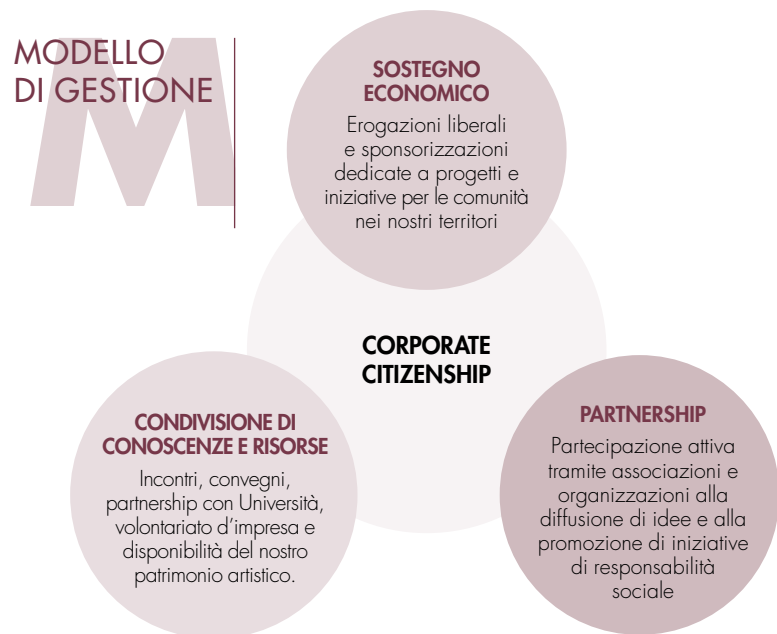 M
MODELLO
DI GESTIONE
SOSTEGNO
ECONOMICO
Erogazioni liberali
e sponsorizzazioni
dedicate a progetti e
iniziative per le comunità
nei nostri territori
CORPORATE
CITIZENSHIP
CONDIVISIONE DI
CONOSCENZE E RISORSE
Incontri, convegni,
partnership con Università,
volontariato d’impresa e
disponibilità del nostro
patrimonio artistico.
PARTNERSHIP
Partecipazione attiva
tramite associazioni e
organizzazioni alla
diffusione di idee e alla
promozione di iniziative
di responsabilità
sociale